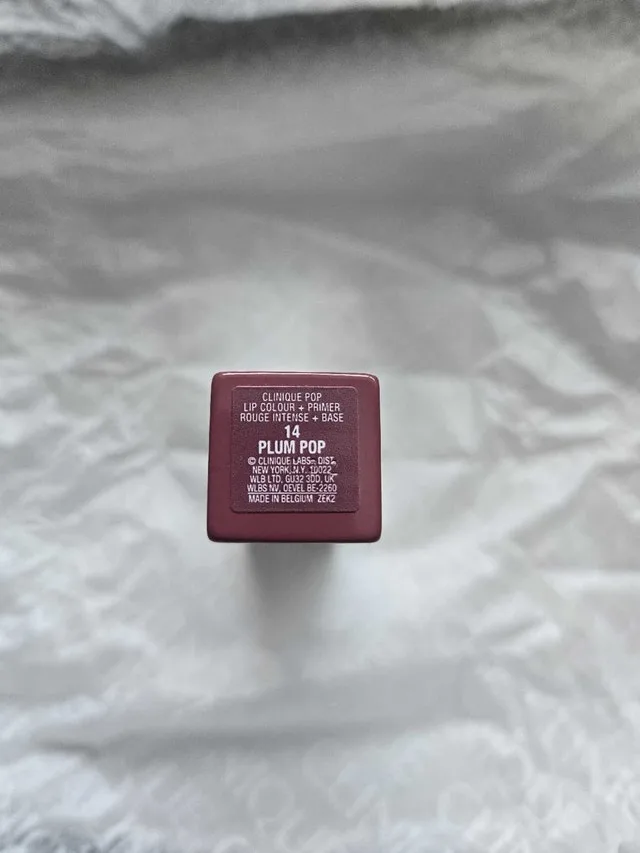 CLINIQUE POP
LIP COLOUR + PRIMER
ROUGE INTENSE + BASE
14
PLUM POP
© CLINIQUE LABS-, DIST.
NEW YORK, N.Y. 10022
WLB LTD, GU32 3DD, UK
WLBS NV, OEVEL BE-2260
MADE IN BELGIUM ZEK2